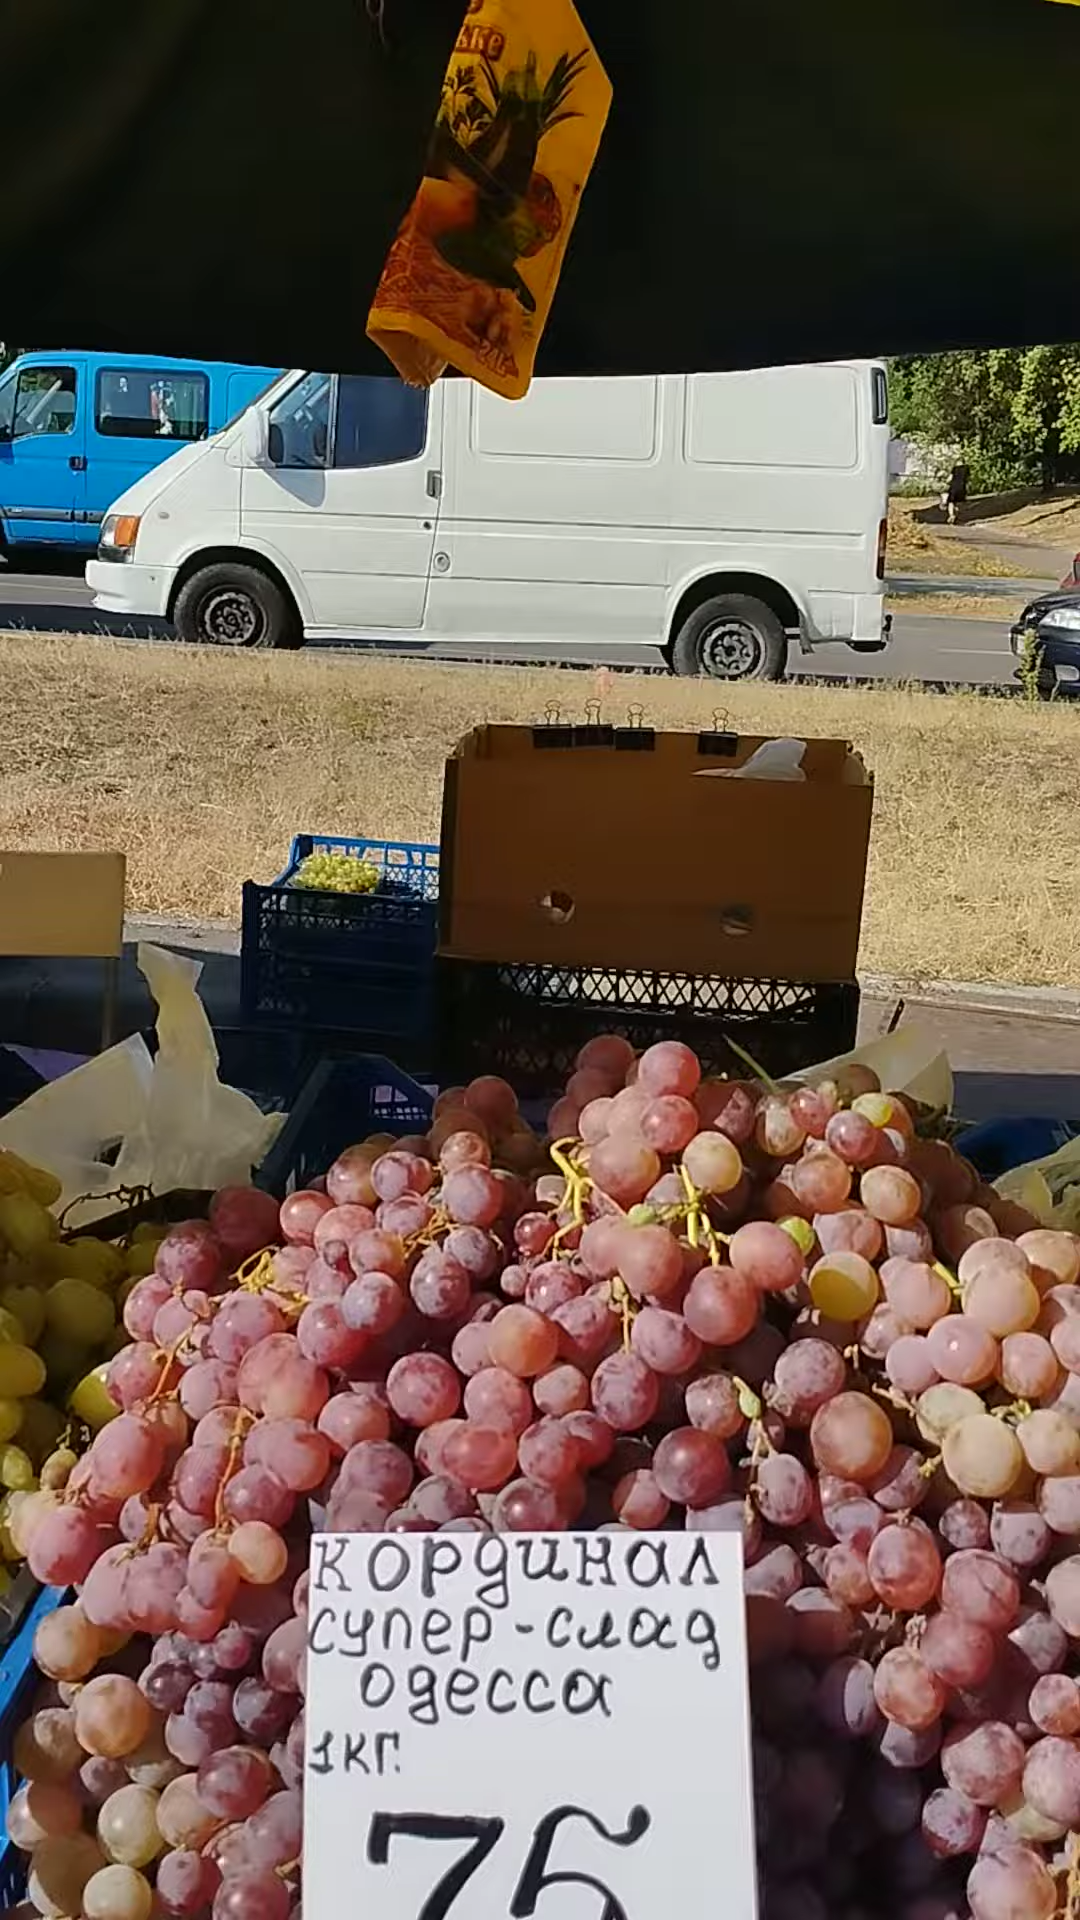 кординал
супер-слад
одесса
1кг.
75